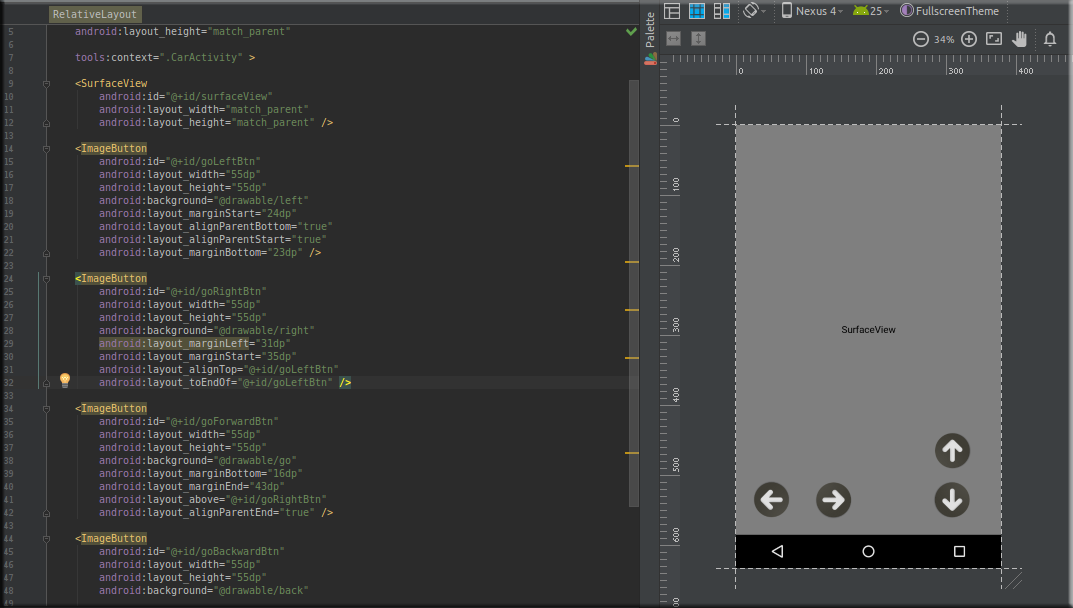 RelativeLayout
5 android:layout_height="match_parent"
6
7 tools:context=".CarActivity" >
8
9 <SurfaceView
10 android:id="@+id/surfaceView"
11 android:layout_width="match_parent"
12 android:layout_height="match_parent" />
13
14 <ImageButton
15 android:id="@+id/goLeftBtn"
16 android:layout_width="55dp"
17 android:layout_height="55dp"
18 android:background="@drawable/left"
19 android:layout_marginStart="24dp"
20 android:layout_alignParentBottom="true"
21 android:layout_alignParentStart="true"
22 android:layout_marginBottom="23dp" />
23
24 <ImageButton
25 android:id="@+id/goRightBtn"
26 android:layout_width="55dp"
27 android:layout_height="55dp"
28 android:background="@drawable/right"
29 android:layout_marginLeft="31dp"
30 android:layout_marginStart="35dp"
31 android:layout_alignTop="@+id/goLeftBtn"
32 android:layout_toEndOf="@+id/goLeftBtn" />
33
34 <ImageButton
35 android:id="@+id/goForwardBtn"
36 android:layout_width="55dp"
37 android:layout_height="55dp"
38 android:background="@drawable/go"
39 android:layout_marginBottom="16dp"
40 android:layout_marginEnd="43dp"
41 android:layout_above="@+id/goRightBtn"
42 android:layout_alignParentEnd="true" />
43
44 <ImageButton
45 android:id="@+id/goBackwardBtn"
46 android:layout_width="55dp"
47 android:layout_height="55dp"
48 android:background="@drawable/back"
49
Palette
Nexus 4 25 FullscreenTheme
34%
0 100 200 300 400
0
100
200
300
400
500
600
SurfaceView